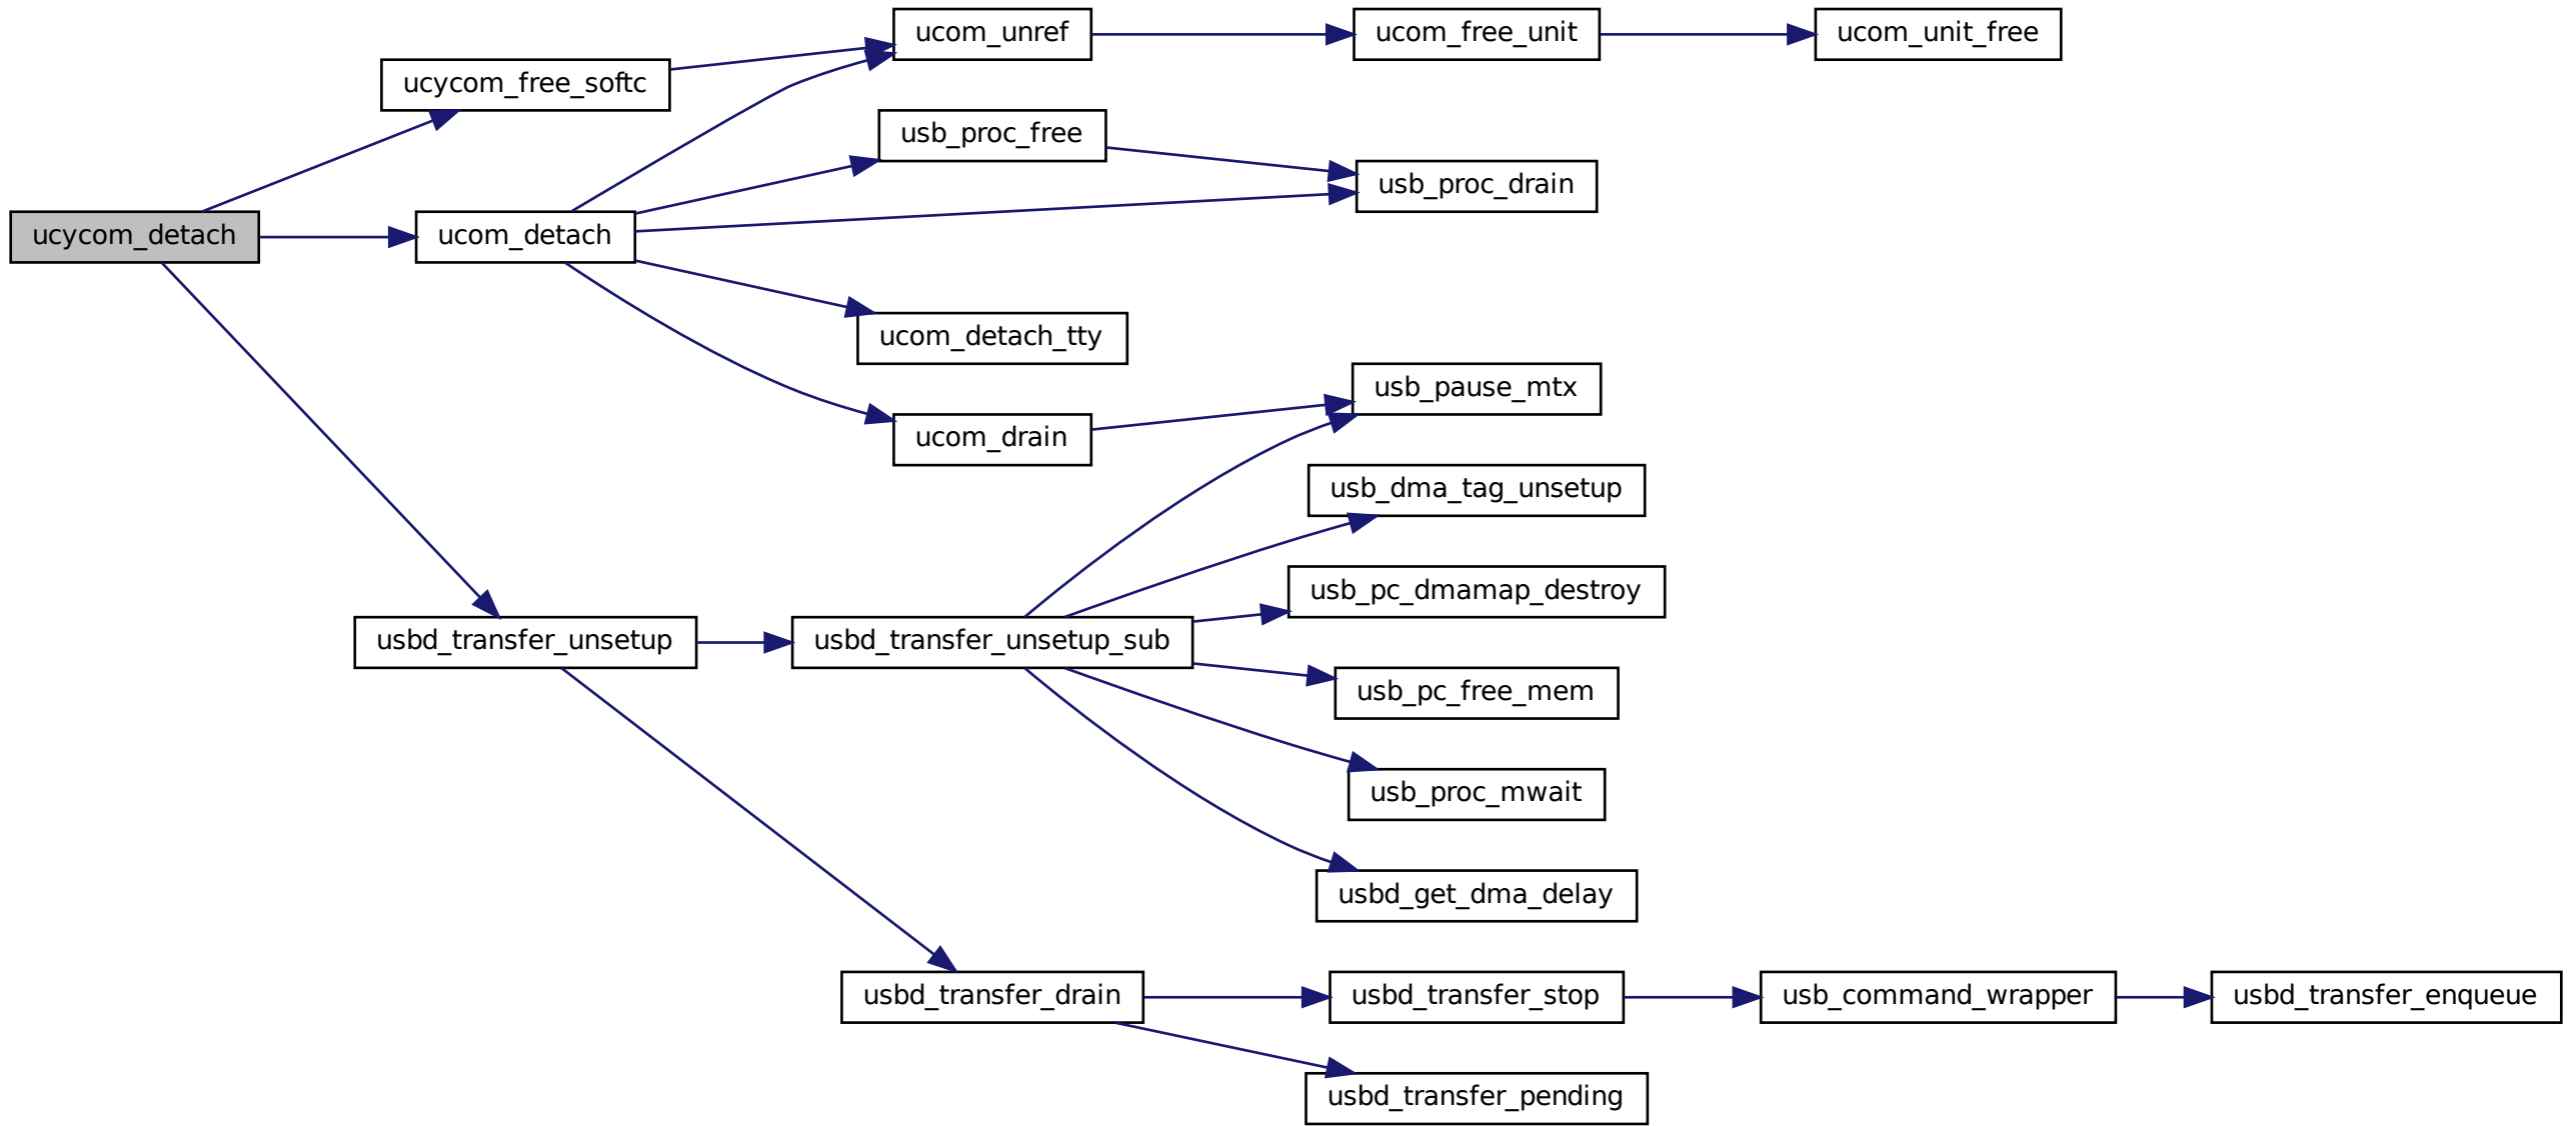 ucom_unref
ucom_free_unit
ucom_unit_free
ucycom_free_softc
usb_proc_free
usb_proc_drain
ucycom_detach
ucom_detach
ucom_detach_tty
usb_pause_mtx
ucom_drain
usb_dma_tag_unsetup
usb_pc_dmamap_destroy
usbd_transfer_unsetup
usbd_transfer_unsetup_sub
usb_pc_free_mem
usb_proc_mwait
usbd_get_dma_delay
usbd_transfer_drain
usbd_transfer_stop
usb_command_wrapper
usbd_transfer_enqueue
usbd_transfer_pending